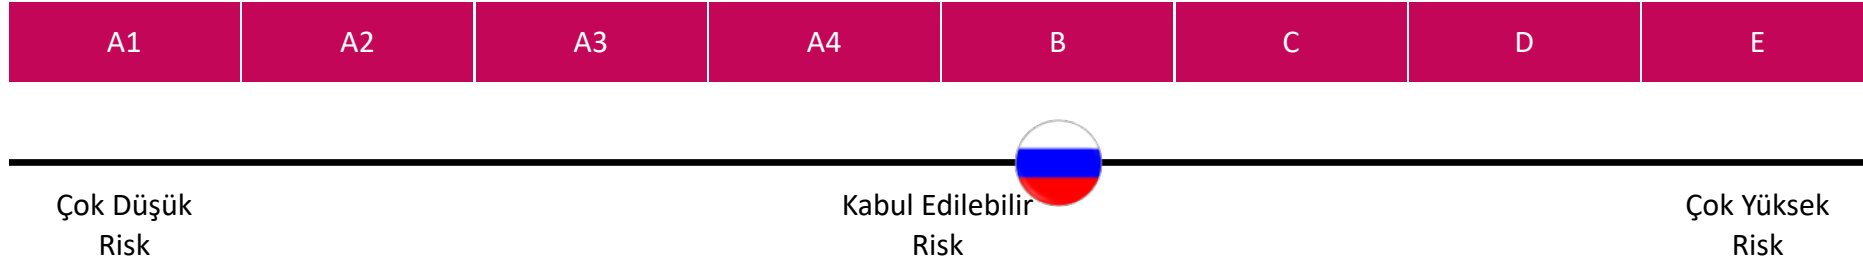 A1 A2 A3 A4 B C D E
Çok Düşük
Risk
Kabul Edilebilir
Risk
Çok Yüksek
Risk